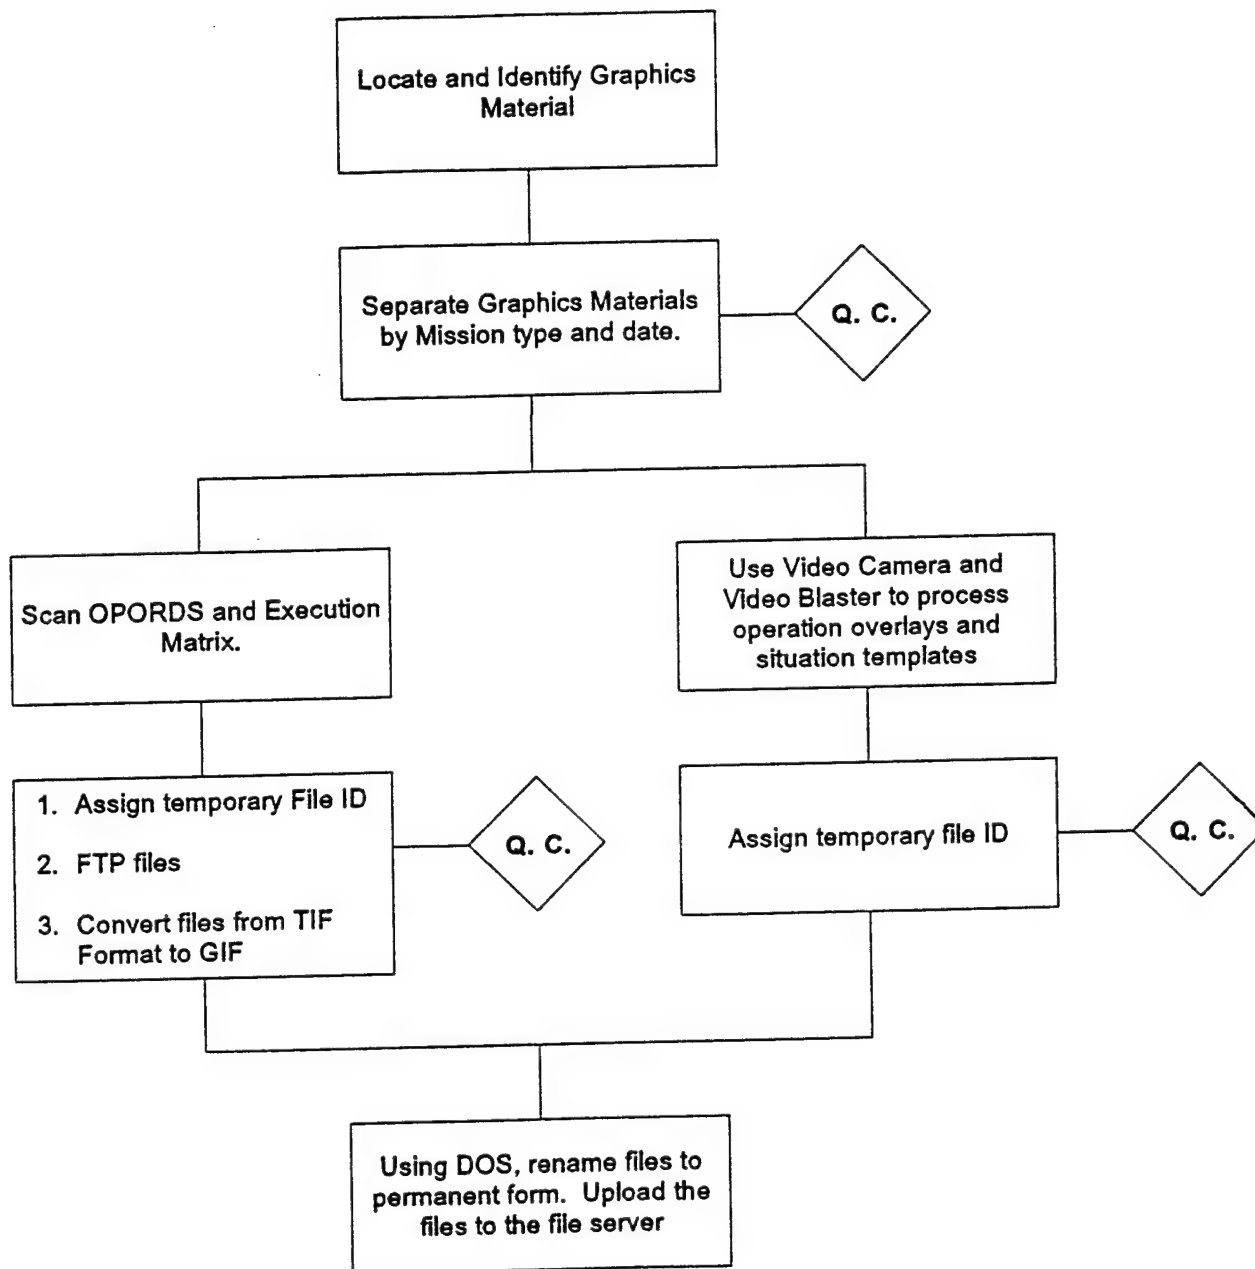 Locate and Identify Graphics
Material
Separate Graphics Materials
by Mission type and date.
Q. C.
Scan OPORDS and Execution
Matrix.
Use Video Camera and
Video Blaster to process
operation overlays and
situation templates
1. Assign temporary File ID
2. FTP files
3. Convert files from TIF
Format to GIF
Q. C.
Assign temporary file ID
Q. C.
Using DOS, rename files to
permanent form. Upload the
files to the file server